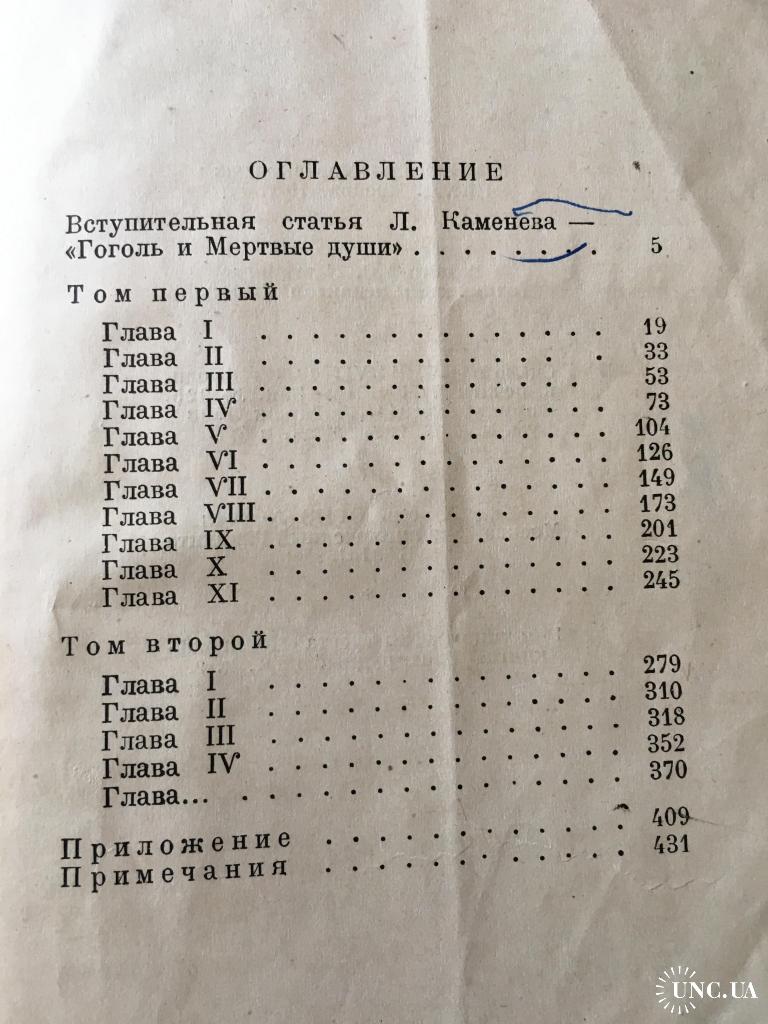 ОГЛАВЛЕНИЕ
Вступительная статья Л. Каменева —
«Гоголь и Мертвые души» . . . . . . . . 5
Том первый
Глава I . . . . . . . . . . . . . . 19
Глава II . . . . . . . . . . . . . 33
Глава III . . . . . . . . . . . . . 53
Глава IV . . . . . . . . . . . . . . 73
Глава V . . . . . . . . . . . . . . 104
Глава VI . . . . . . . . . . . . . . 126
Глава VII . . . . . . . . . . . . . . 149
Глава VIII . . . . . . . . . . . . . 173
Глава IX . . . . . . . . . . . . . . 201
Глава X . . . . . . . . . . . . . . 223
Глава XI . . . . . . . . . . . . . . 245
Том второй
Глава I . . . . . . . . . . . . . . 279
Глава II . . . . . . . . . . . . . . 310
Глава III . . . . . . . . . . . . . . 318
Глава IV . . . . . . . . . . . . . . 352
Глава... . . . . . . . . . . . . . . . 370
Приложение . . . . . . . . . . . . 409
Примечания . . . . . . . . . . . . 431
UNC.UA